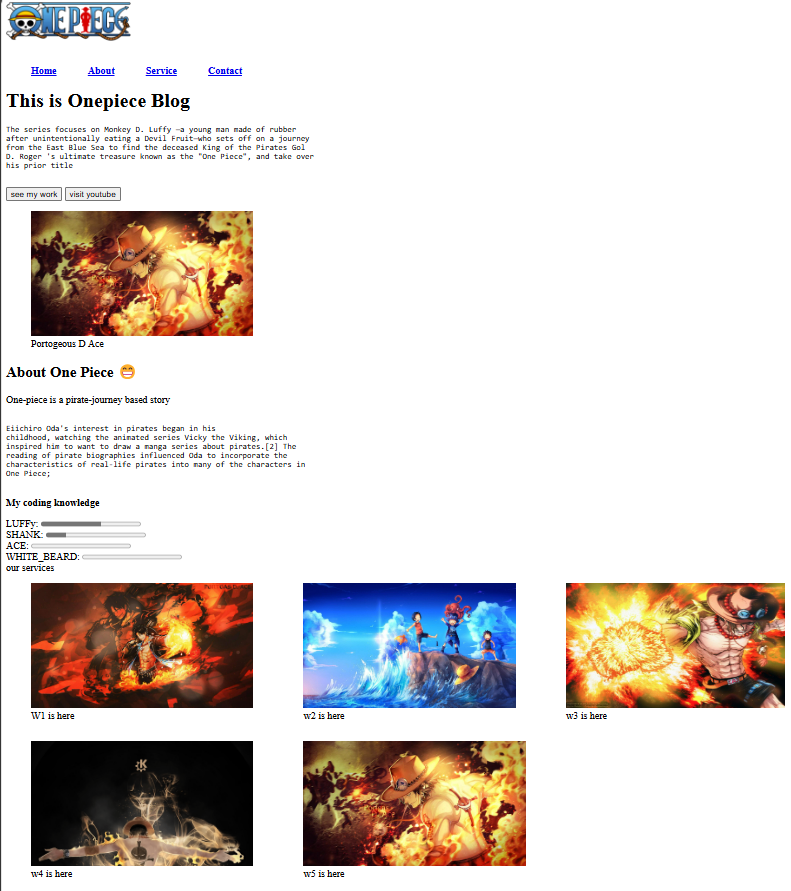 ONE PIECE
Home About Service Contact
This is Onepiece Blog
The series focuses on Monkey D. Luffy —a young man made of rubber
after unintentionally eating a Devil Fruit—who sets off on a journey
from the East Blue Sea to find the deceased King of the Pirates Gol
D. Roger 's ultimate treasure known as the "One Piece", and take over
his prior title
see my work visit youtube
Portogeous D Ace
About One Piece 😁
One-piece is a pirate-journey based story
Eiichiro Oda's interest in pirates began in his
childhood, watching the animated series Vicky the Viking, which
inspired him to want to draw a manga series about pirates.[2] The
reading of pirate biographies influenced Oda to incorporate the
characteristics of real-life pirates into many of the characters in
One Piece;
My coding knowledge
LUFFy:
SHANK:
ACE:
WHITE_BEARD:
our services
W1 is here w2 is here w3 is here
w4 is here w5 is here